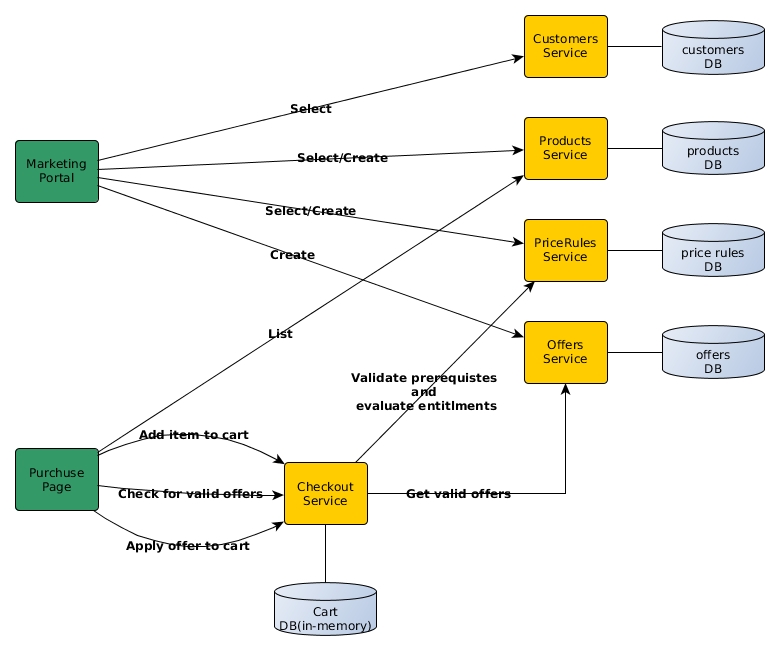 Customers
Service
customers
DB
Select
Products
Service
products
DB
Marketing
Portal
Select/Create
Select/Create
PriceRules
Service
price rules
DB
Create
List
Offers
Service
offers
DB
Validate prerequistes
and
evaluate entitlments
Add item to cart
Purchuse
Page
Check for valid offers
Checkout
Service
Get valid offers
Apply offer to cart
Cart
DB(in-memory)